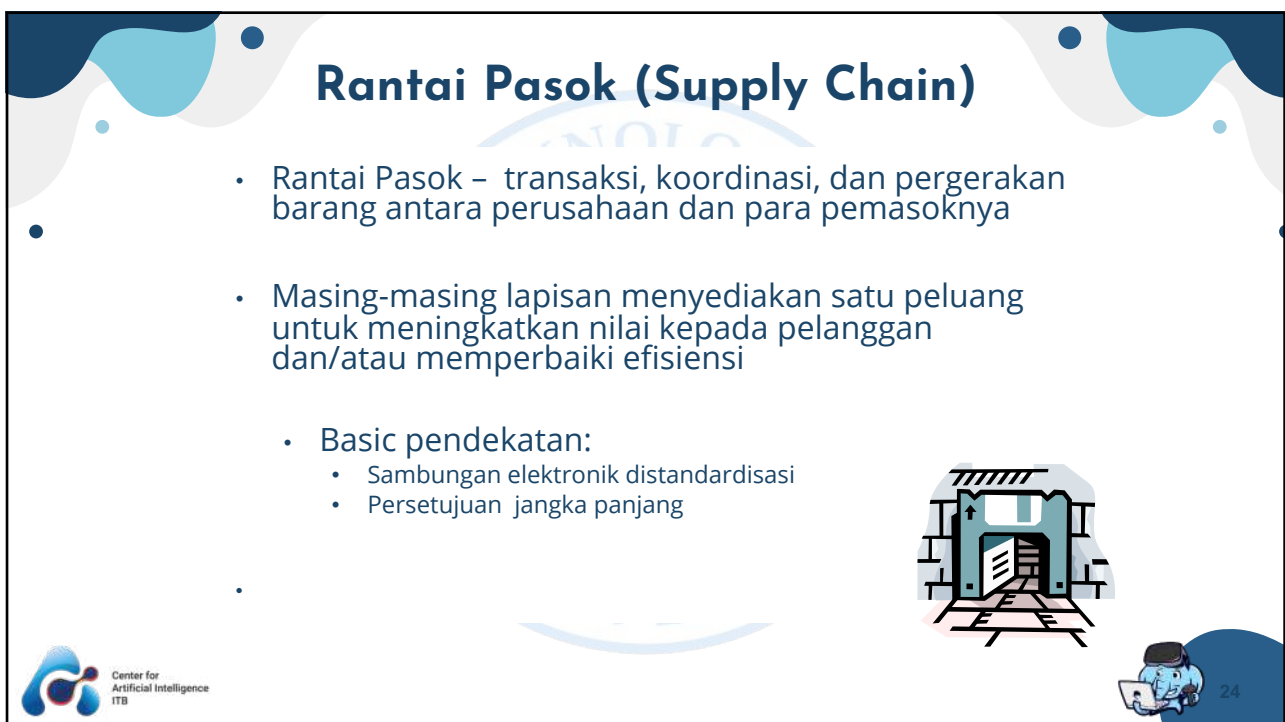 Rantai Pasok (Supply Chain)
NOLO
• Rantai Pasok – transaksi, koordinasi, dan pergerakan
barang antara perusahaan dan para pemasoknya
• Masing-masing lapisan menyediakan satu peluang
untuk meningkatkan nilai kepada pelanggan
dan/atau memperbaiki efisiensi
• Basic pendekatan:
• Sambungan elektronik distandardisasi
• Persetujuan jangka panjang
•
Center for
Artificial Intelligence
ITB
24